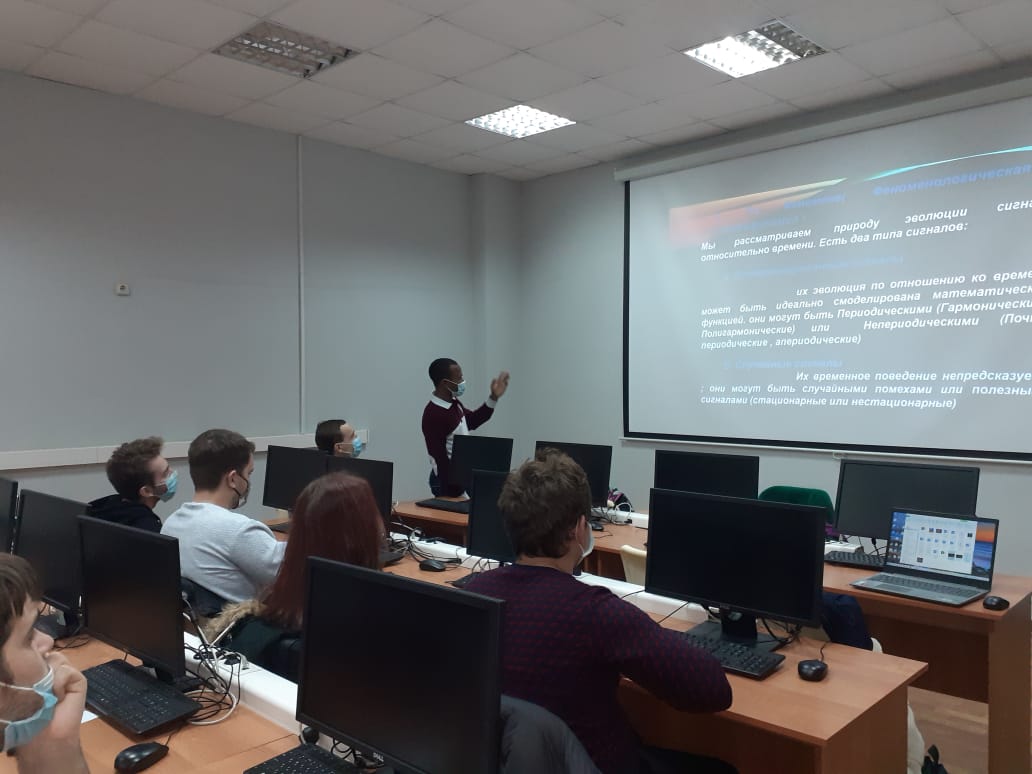 Феноменологическая
Мы рассматриваем природу эволюции сигна
относительно времени. Есть два типа сигналов:
их эволюция по отношению ко време
может быть идеально смоделирована математическ
функцией. они могут быть Периодическими (Гармонически
Полигармонические) или Непериодическими (Почт
периодические , апериодические)
Случайные сигналы
Их временное поведение непредсказуе
; они могут быть случайными помехами или полезны
сигналами (стационарные или нестационарные)